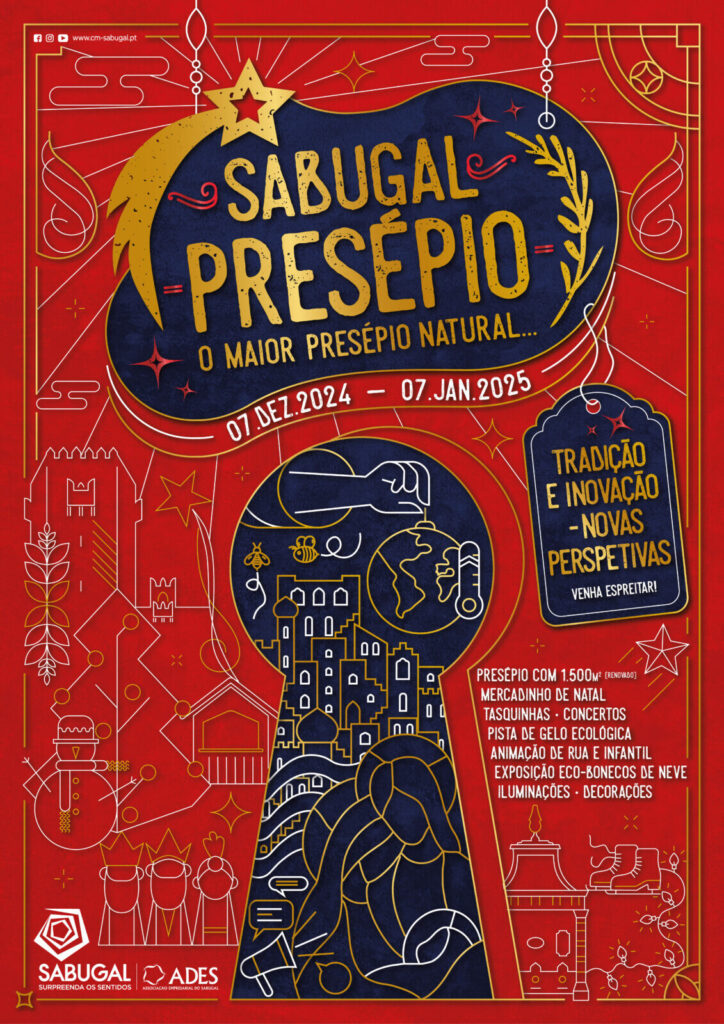 www.cm-sabugal.pt
SABUGAL
PRESÉPIO
O MAIOR PRESÉPIO NATURAL...
07.DEZ.2024 — 07.JAN.2025
TRADIÇÃO
E INOVAÇÃO
- NOVAS
PERSPETIVAS
VENHA ESPREITAR!
PRESÉPIO COM 1.500M² [RENOVADO]
MERCADINHO DE NATAL
TASQUINHAS · CONCERTOS
PISTA DE GELO ECOLÓGICA
ANIMAÇÃO DE RUA E INFANTIL
EXPOSIÇÃO ECO-BONECOS DE NEVE
ILUMINAÇÕES · DECORAÇÕES
SABUGAL
SURPREENDA OS SENTIDOS
ADES
ASSOCIAÇÃO EMPRESARIAL DO SABUGAL